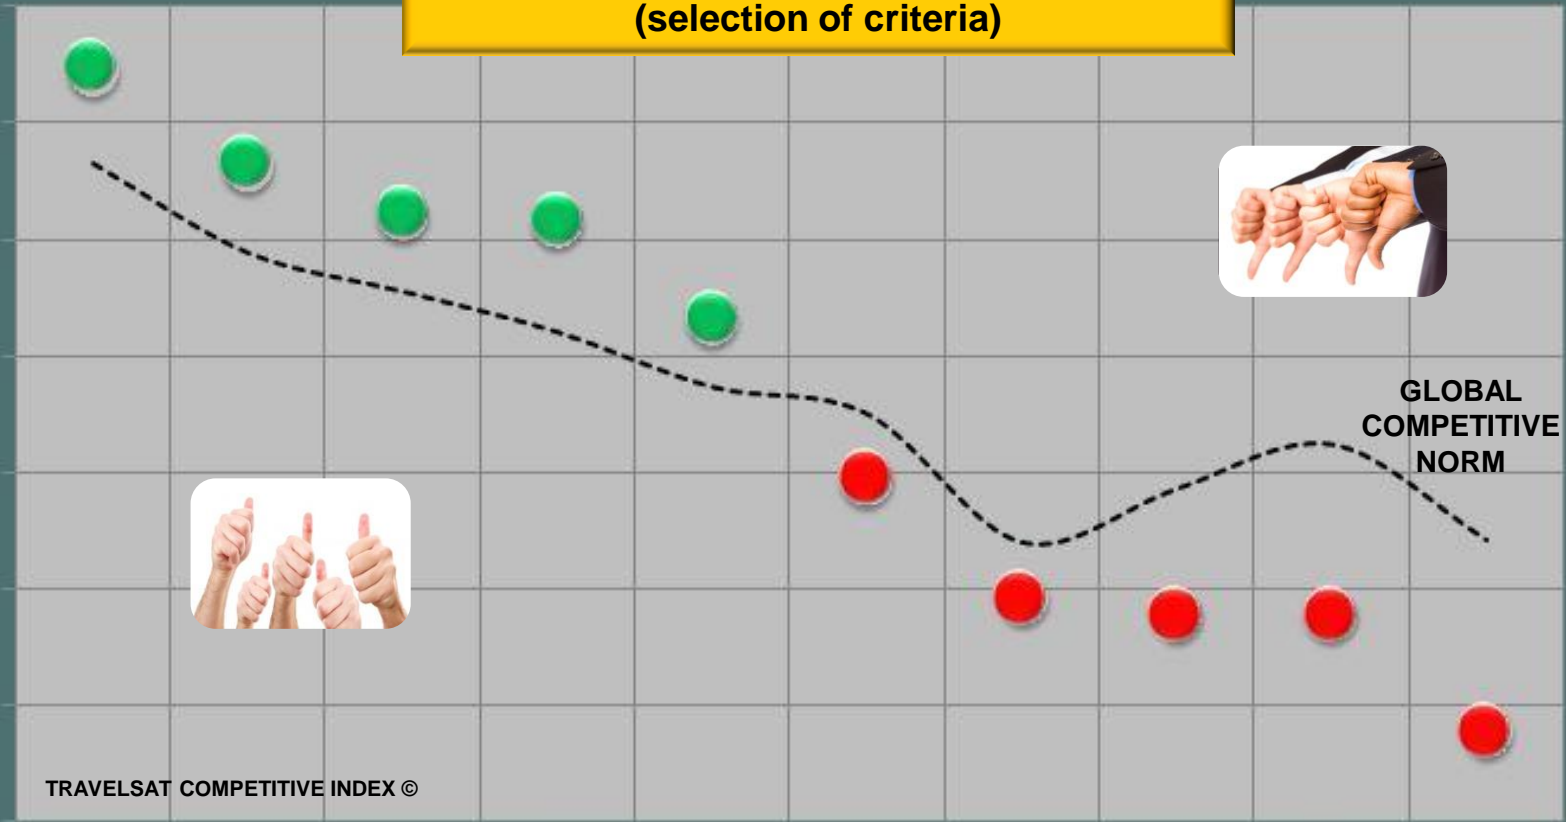 (selection of criteria)
GLOBAL
COMPETITIVE
NORM
TRAVELSAT COMPETITIVE INDEX ©